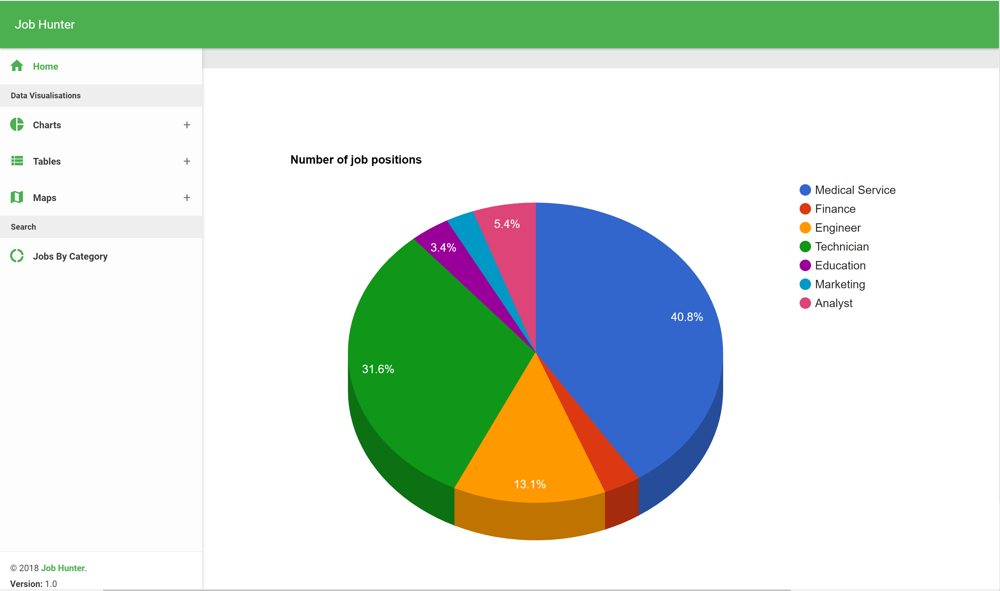 Job Hunter
Home
Data Visualisations
Charts +
Tables +
Maps +
Search
Jobs By Category
© 2018 Job Hunter.
Version: 1.0
Number of job positions
Medical Service
Finance
Engineer
Technician
Education
Marketing
Analyst
5.4%
3.4%
40.8%
31.6%
13.1%